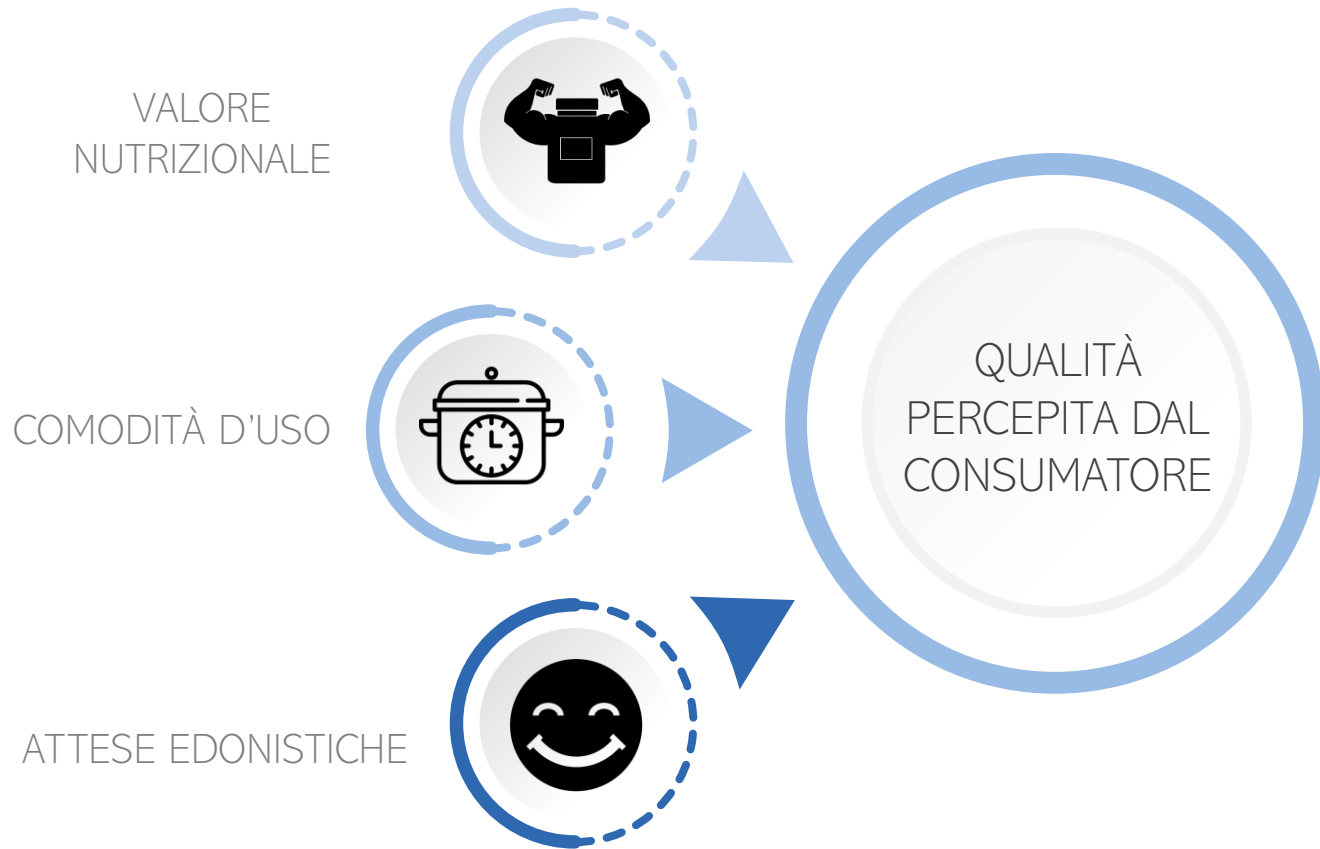 VALORE
NUTRIZIONALE
COMODITÀ D'USO
ATTESE EDONISTICHE
QUALITÀ
PERCEPITA DAL
CONSUMATORE